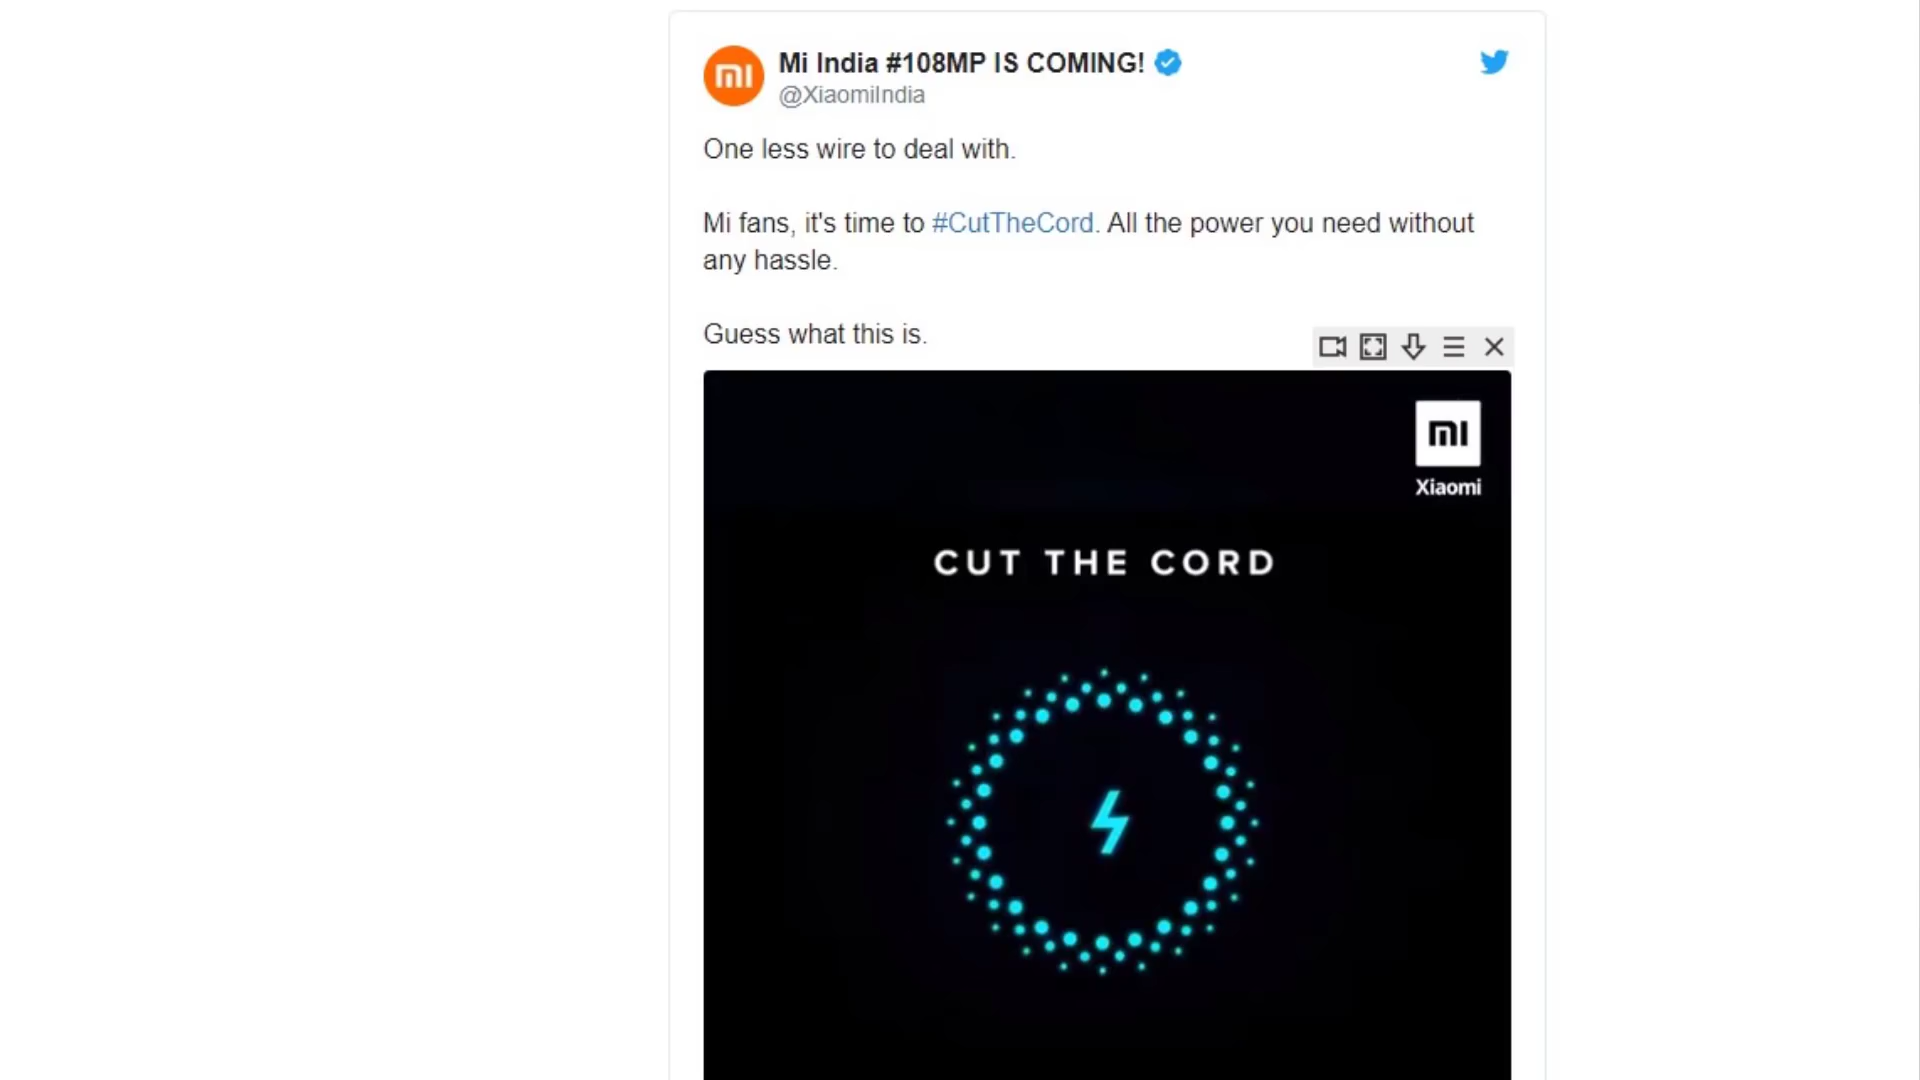 Mi India #108MP IS COMING!
@XiaomiIndia
One less wire to deal with.
Mi fans, it's time to #CutTheCord. All the power you need without
any hassle.
Guess what this is.
mi
Xiaomi
CUT THE CORD